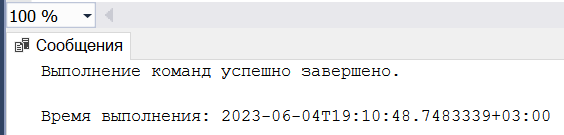 100 %
Сообщения
Выполнение команд успешно завершено.
Время выполнения: 2023-06-04T19:10:48.7483339+03:00